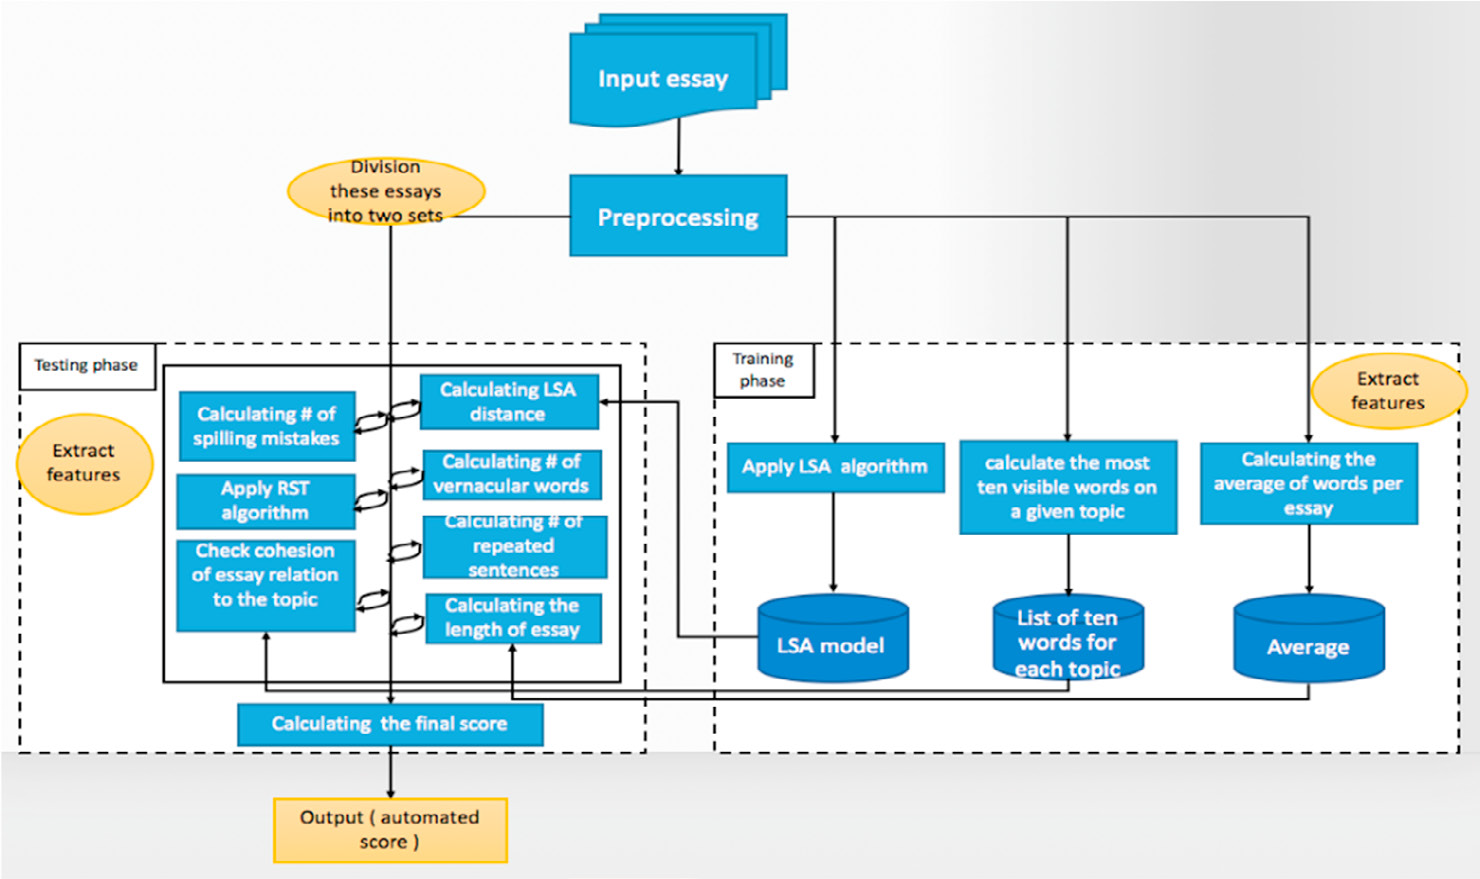 Input essay
Division
these essays
into two sets
Preprocessing
Testing phase
Training
phase
Extract
features
Calculating # of
spilling mistakes
Calculating LSA
distance
Extract
features
Apply RST
algorithm
Calculating # of
vernacular words
Calculating # of
repeated
sentences
Check cohesion
of essay relation
to the topic
Calculating the
length of essay
Apply LSA algorithm
calculate the most
ten visible words on
a given topic
Calculating the
average of words per
essay
LSA model
List of ten
words for
each topic
Average
Calculating the final score
Output ( automated
score )